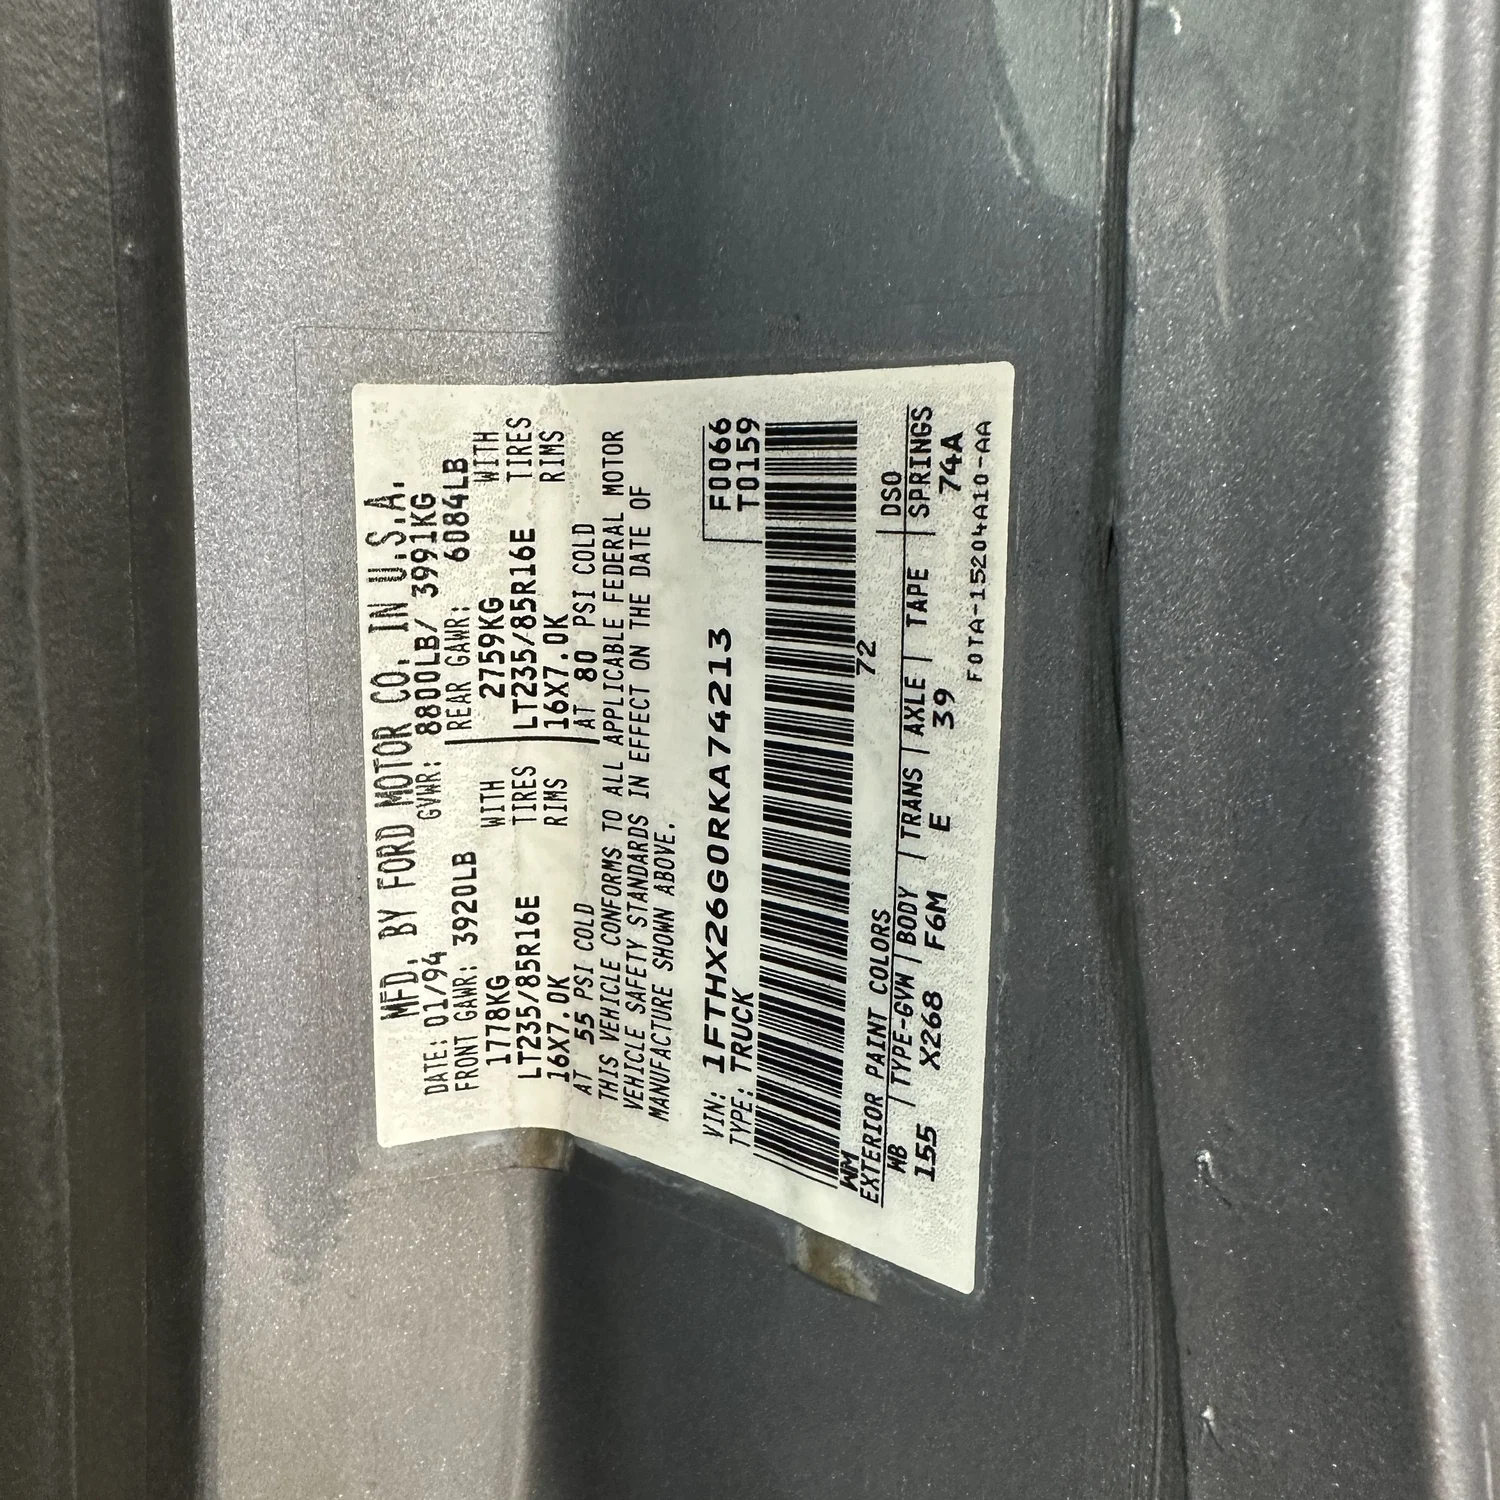 MFD. BY FORD MOTOR CO. IN U.S.A.
DATE: 01/94 GVWR: 8800LB/ 3991KG
FRONT GAWR: 3920LB REAR GAWR: 6084LB
1778KG WITH 2759KG WITH
LT235/85R16E TIRES LT235/85R16E TIRES
16X7.0K RIMS 16X7.0K RIMS
AT 55 PSI COLD AT 80 PSI COLD
THIS VEHICLE CONFORMS TO ALL APPLICABLE FEDERAL MOTOR
VEHICLE SAFETY STANDARDS IN EFFECT ON THE DATE OF
MANUFACTURE SHOWN ABOVE.
F0066
VIN: 1FTHX26G0RKA74213
TYPE: TRUCK T0159
WM 72
EXTERIOR PAINT COLORS DSO
WB TYPE-GVW BODY TRANS AXLE TAPE SPRINGS
155 X268 F6M E 39 74A
F0TA-15204A10-AA